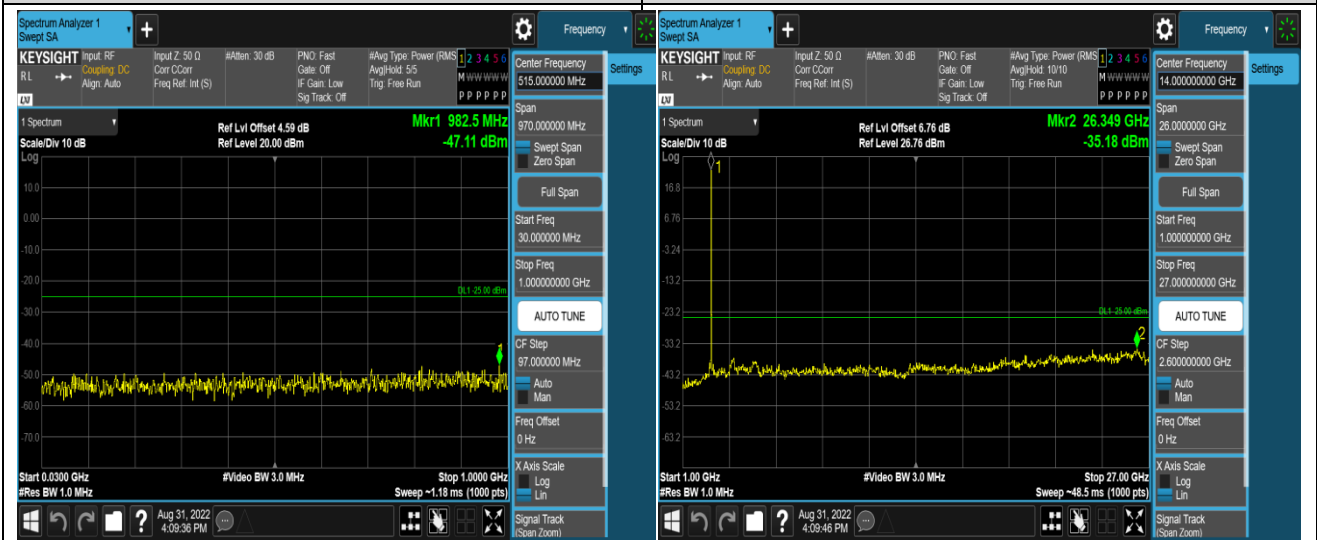 Spectrum Analyzer 1
Swept SA
Frequency
KEYSIGHT
RL
LXI
Input: RF
Coupling: DC
Align: Auto
Input Z: 50 Ω
Corr CCorr
Freq Ref: Int (S)
#Atten: 30 dB
PNO: Fast
Gate: Off
IF Gain: Low
Sig Track: Off
#Avg Type: Power (RMS
Avg|Hold: 5/5
Trig: Free Run
1 2 3 4 5 6
M W W W W W
P P P P P P
1 Spectrum
Scale/Div 10 dB
Log
Ref Lvl Offset 4.59 dB
Ref Level 20.00 dBm
Mkr1 982.5 MHz
-47.11 dBm
10.0
0.00
-10.0
-20.0
-30.0
-40.0
-50.0
-60.0
-70.0
DL1 -25.00 dBm
1
Start 0.0300 GHz
#Res BW 1.0 MHz
#Video BW 3.0 MHz
Stop 1.0000 GHz
Sweep ~1.18 ms (1000 pts)
Center Frequency
515.000000 MHz
Span
970.000000 MHz
Swept Span
Zero Span
Full Span
Start Freq
30.000000 MHz
Stop Freq
1.000000000 GHz
AUTO TUNE
CF Step
97.000000 MHz
Auto
Man
Freq Offset
0 Hz
X Axis Scale
Log
Lin
Signal Track
(Span Zoom)
Settings
Aug 31, 2022
4:09:36 PM
Spectrum Analyzer 1
Swept SA
Frequency
KEYSIGHT
RL
LXI
Input: RF
Coupling: DC
Align: Auto
Input Z: 50 Ω
Corr CCorr
Freq Ref: Int (S)
#Atten: 30 dB
PNO: Fast
Gate: Off
IF Gain: Low
Sig Track: Off
#Avg Type: Power (RMS
Avg|Hold: 10/10
Trig: Free Run
1 2 3 4 5 6
M W W W W W
P P P P P P
1 Spectrum
Scale/Div 10 dB
Log
Ref Lvl Offset 6.76 dB
Ref Level 26.76 dBm
Mkr2 26.349 GHz
-35.18 dBm
1
16.8
6.76
-3.24
-13.2
-23.2
-33.2
-43.2
-53.2
-63.2
DL1 -25.00 dBm
2
Start 1.00 GHz
#Res BW 1.0 MHz
#Video BW 3.0 MHz
Stop 27.00 GHz
Sweep ~48.5 ms (1000 pts)
Center Frequency
14.000000000 GHz
Span
26.0000000 GHz
Swept Span
Zero Span
Full Span
Start Freq
1.000000000 GHz
Stop Freq
27.000000000 GHz
AUTO TUNE
CF Step
2.600000000 GHz
Auto
Man
Freq Offset
0 Hz
X Axis Scale
Log
Lin
Signal Track
(Span Zoom)
Settings
Aug 31, 2022
4:09:46 PM